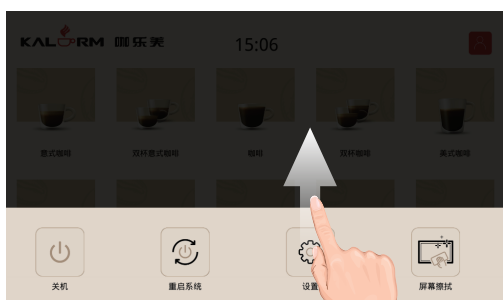 KALERM 咖乐美
15:06
意式咖啡
双杯意式咖啡
咖啡
双杯咖啡
美式咖啡
关机
重启系统
设置
屏幕擦拭